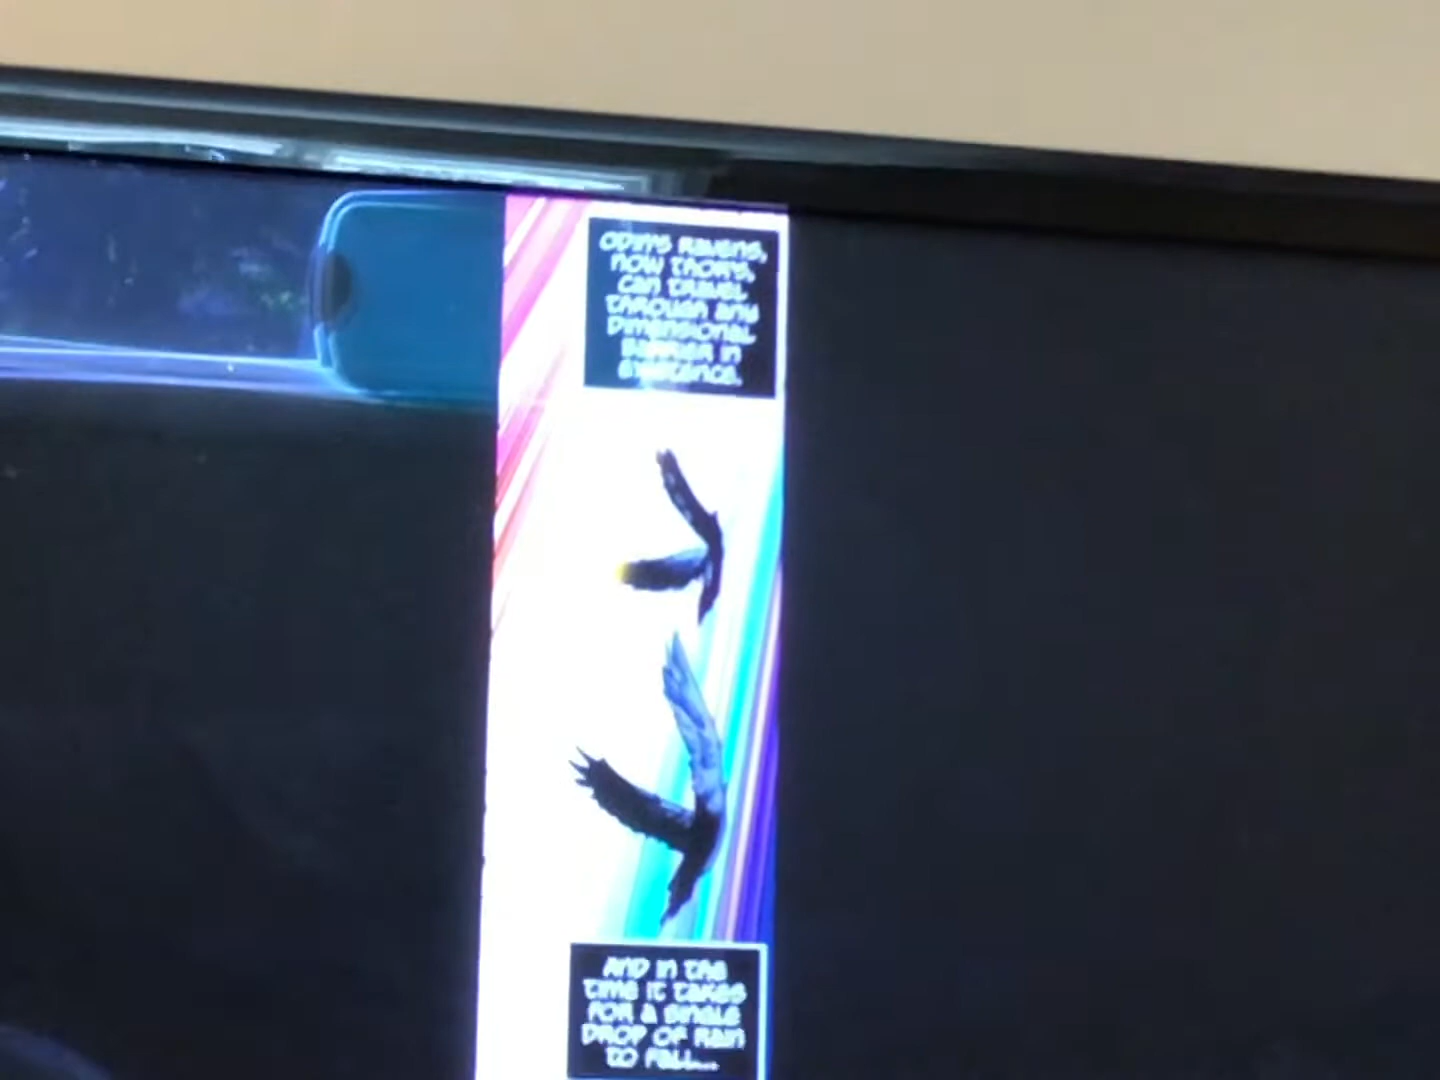 ODIN'S RAVENS,
NOW THOR'S,
CAN TRAVEL
THROUGH ANY
DIMENSIONAL
BARRIER IN
EXISTENCE.
AND IN THE
TIME IT TAKES
FOR A SINGLE
DROP OF RAIN
TO FALL...